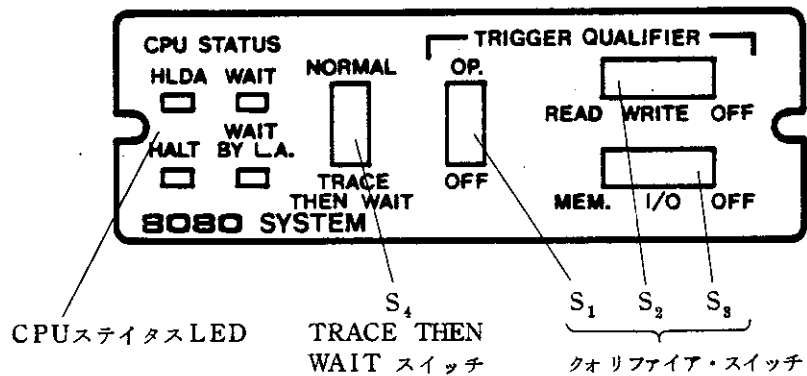 CPU STATUS
HLDA WAIT
HALT WAIT BY L.A.
NORMAL
TRACE THEN WAIT
TRIGGER QUALIFIER
OP.
OFF
READ WRITE OFF
MEM. I/O OFF
8080 SYSTEM
CPUステイタスLED
S₄
TRACE THEN
WAIT スイッチ
S₁ S₂ S₃
クォリファイア・スイッチ